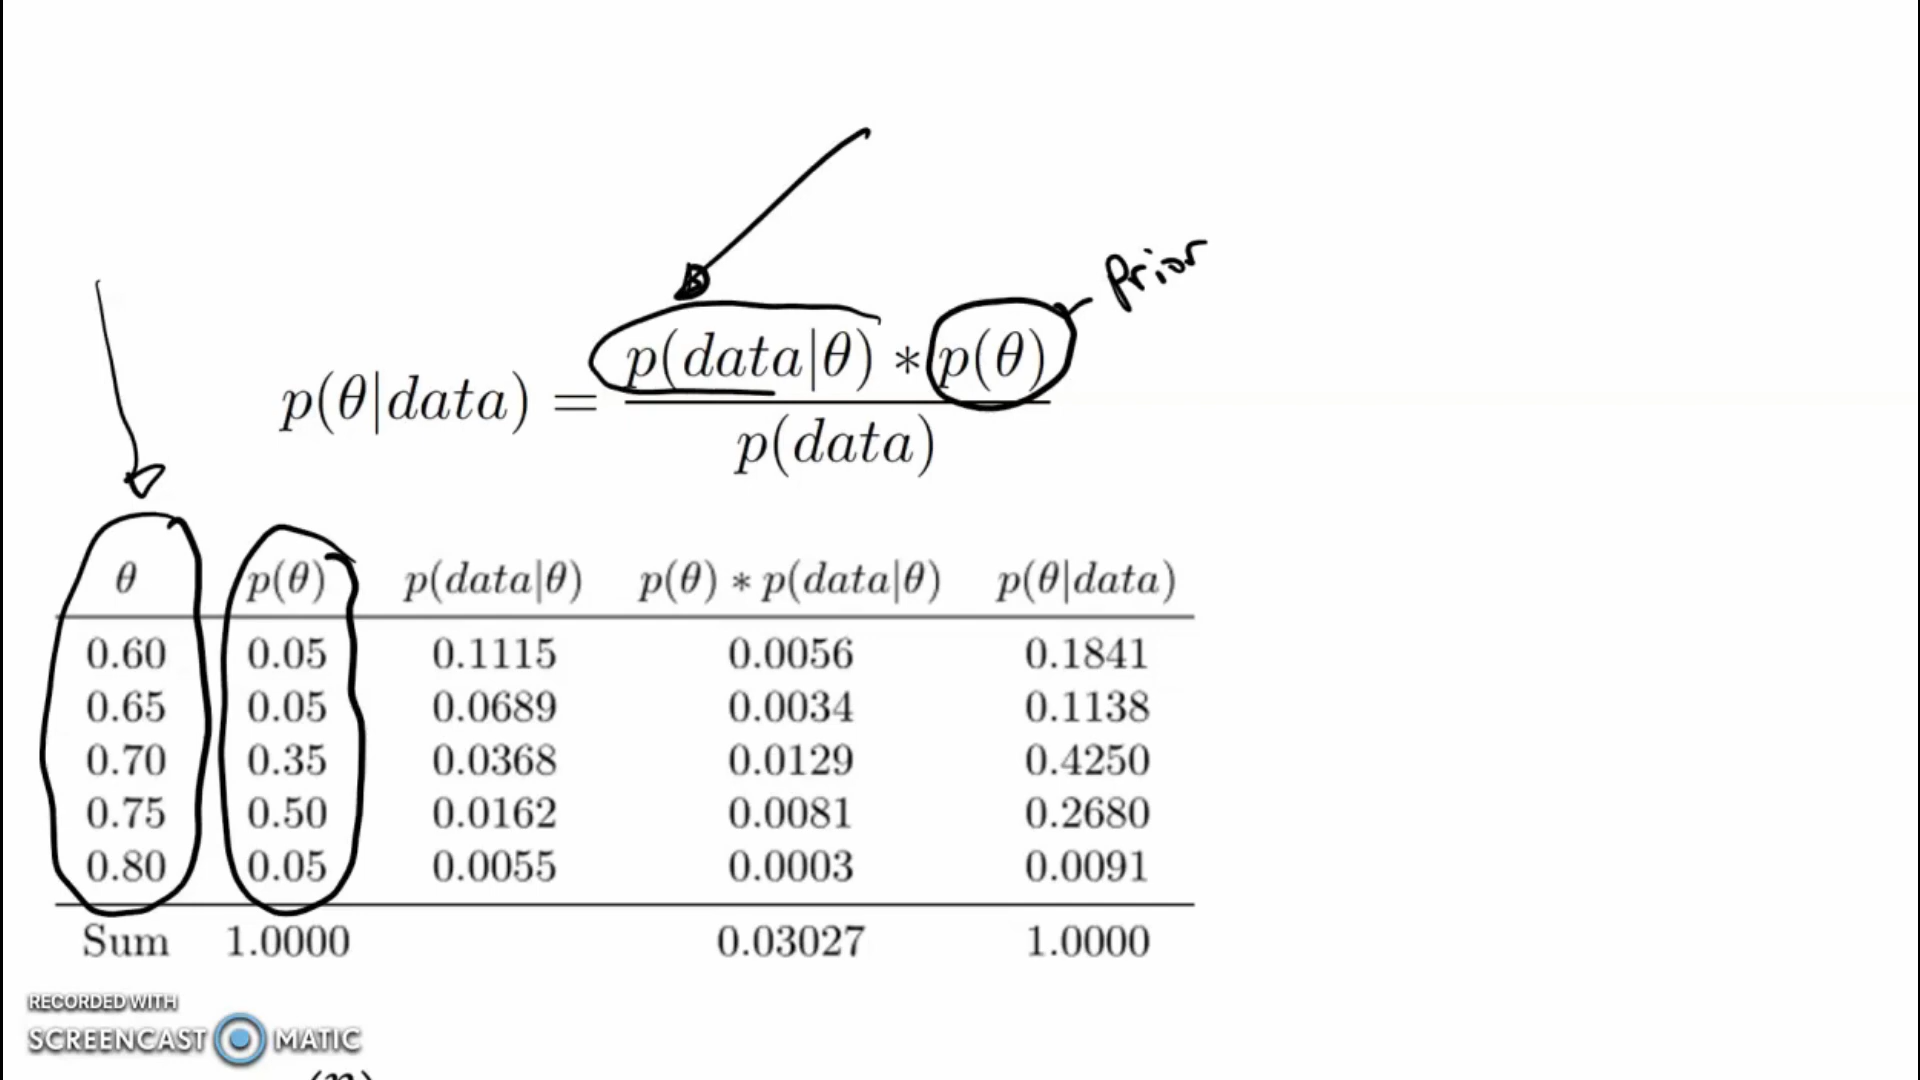 Prior
p(θ|data) = p(data|θ) * p(θ) / p(data)
θ p(θ) p(data|θ) p(θ) * p(data|θ) p(θ|data)
0.60 0.05 0.1115 0.0056 0.1841
0.65 0.05 0.0689 0.0034 0.1138
0.70 0.35 0.0368 0.0129 0.4250
0.75 0.50 0.0162 0.0081 0.2680
0.80 0.05 0.0055 0.0003 0.0091
Sum 1.0000 0.03027 1.0000
RECORDED WITH
SCREENCAST MATIC